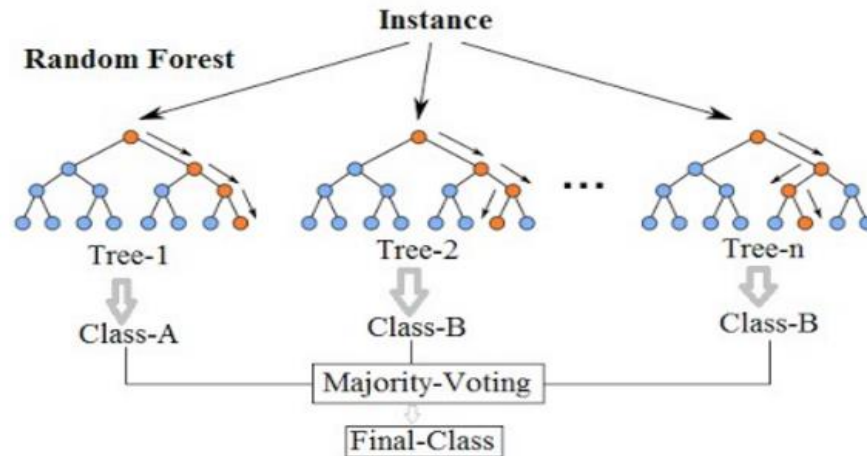 Instance
Random Forest
...
Tree-1
Tree-2
Tree-n
Class-A
Class-B
Class-B
Majority-Voting
Final-Class